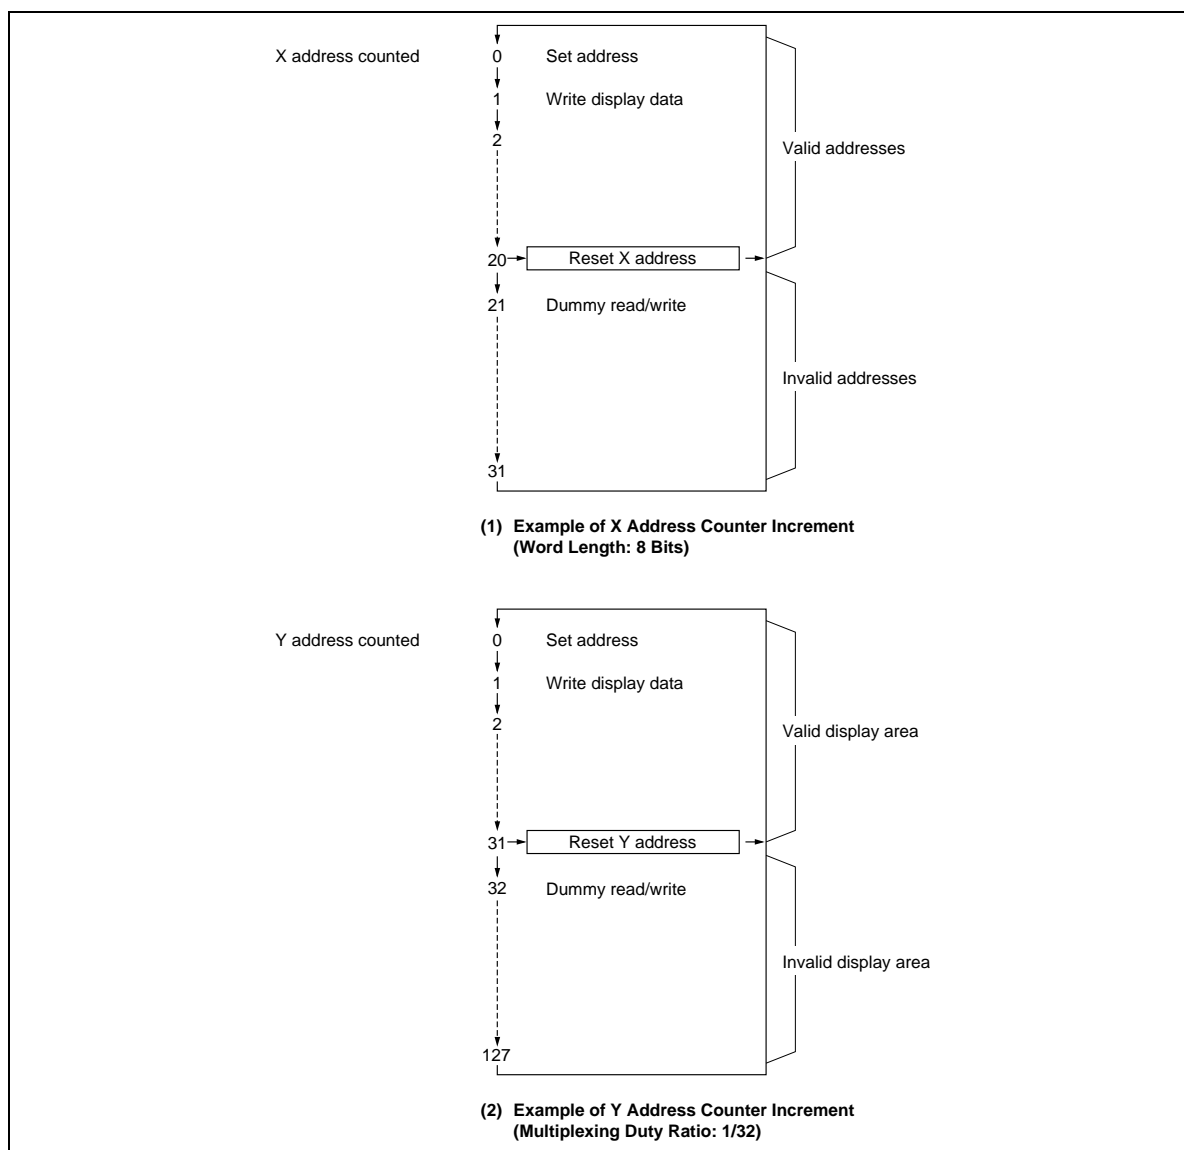 X address counted
0 Set address
1 Write display data
2
Valid addresses
20 Reset X address
21 Dummy read/write
Invalid addresses
31
(1) Example of X Address Counter Increment
(Word Length: 8 Bits)
Y address counted
0 Set address
1 Write display data
2
Valid display area
31 Reset Y address
32 Dummy read/write
Invalid display area
127
(2) Example of Y Address Counter Increment
(Multiplexing Duty Ratio: 1/32)